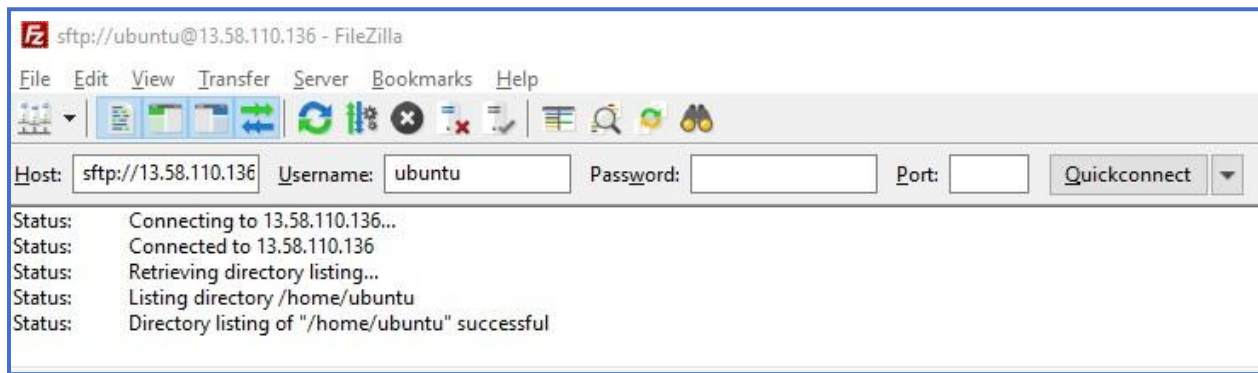 Fz sftp://ubuntu@13.58.110.136 - FileZilla
File Edit View Transfer Server Bookmarks Help
Host: sftp://13.58.110.136 Username: ubuntu Password: Port: Quickconnect
Status: Connecting to 13.58.110.136...
Status: Connected to 13.58.110.136
Status: Retrieving directory listing...
Status: Listing directory /home/ubuntu
Status: Directory listing of "/home/ubuntu" successful